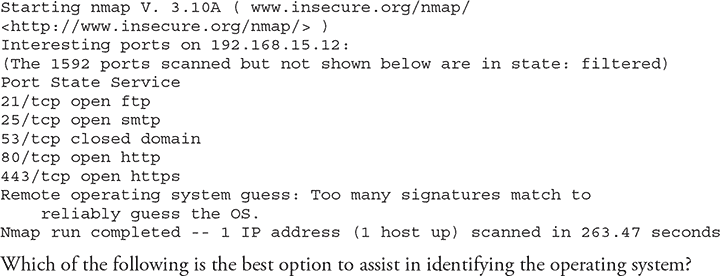 Starting nmap V. 3.10A ( www.insecure.org/nmap/
<http://www.insecure.org/nmap/> )
Interesting ports on 192.168.15.12:
(The 1592 ports scanned but not shown below are in state: filtered)
Port State Service
21/tcp open ftp
25/tcp open smtp
53/tcp closed domain
80/tcp open http
443/tcp open https
Remote operating system guess: Too many signatures match to
reliably guess the OS.
Nmap run completed -- 1 IP address (1 host up) scanned in 263.47 seconds
Which of the following is the best option to assist in identifying the operating system?